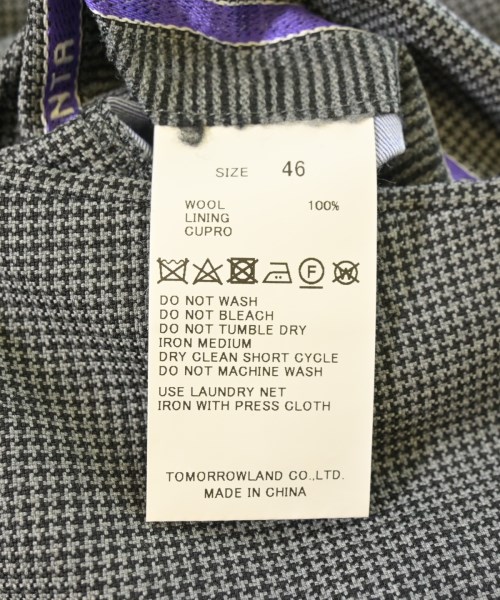 NTR
SIZE 46
WOOL 100%
LINING
CUPRO
F W
DO NOT WASH
DO NOT BLEACH
DO NOT TUMBLE DRY
IRON MEDIUM
DRY CLEAN SHORT CYCLE
DO NOT MACHINE WASH
USE LAUNDRY NET
IRON WITH PRESS CLOTH
TOMORROWLAND CO.,LTD.
MADE IN CHINA